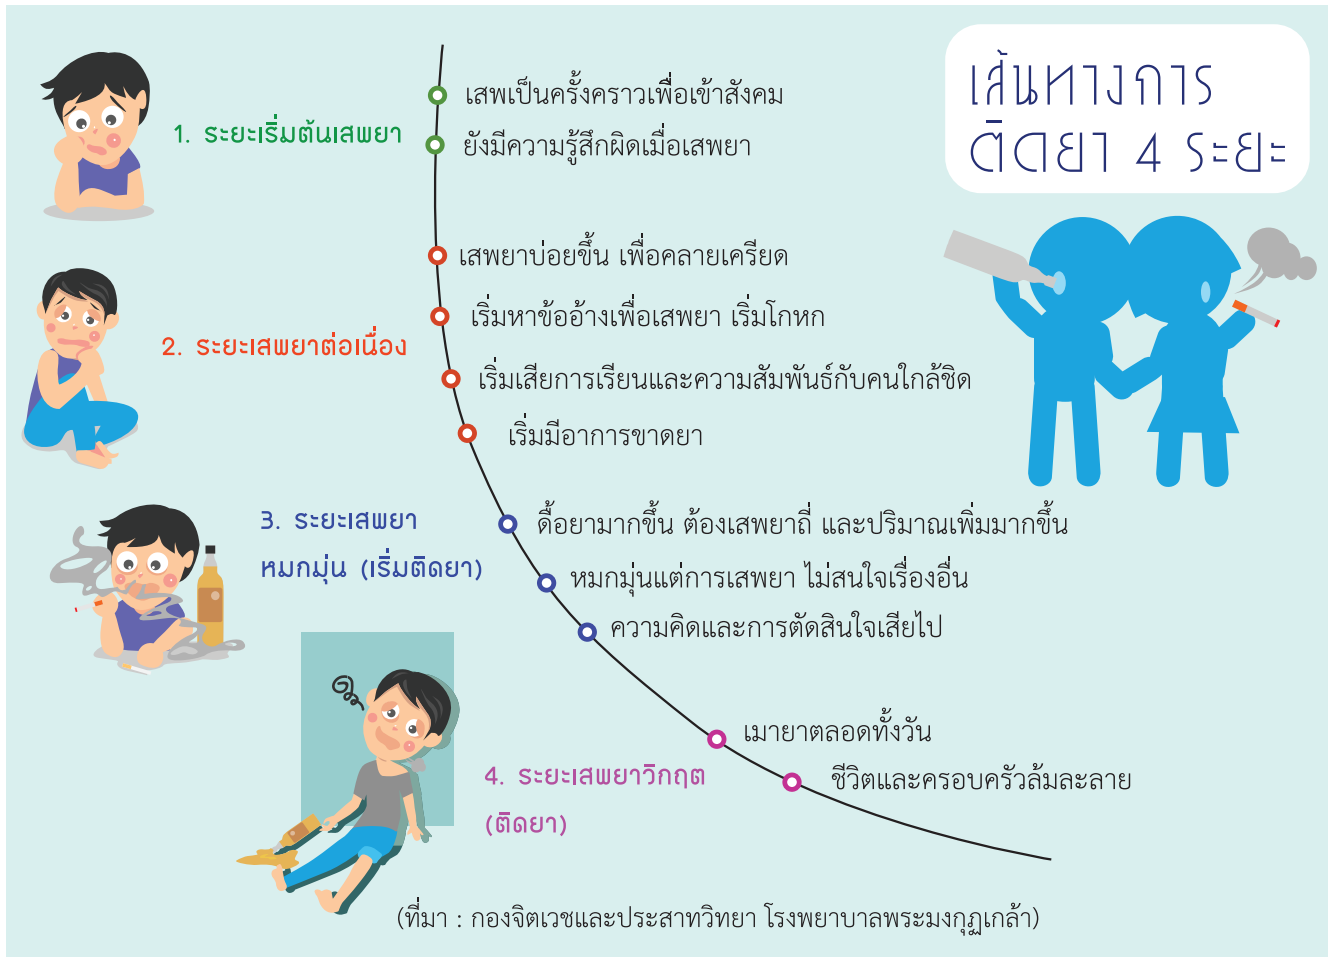 เส้นทางการ
ติดยา 4 ระยะ
1. ระยะเริ่มต้นเสพยา
เสพเป็นครั้งคราวเพื่อเข้าสังคม
ยังมีความรู้สึกผิดเมื่อเสพยา
2. ระยะเสพยาต่อเนื่อง
เสพยาบ่อยขึ้น เพื่อคลายเครียด
เริ่มหาข้ออ้างเพื่อเสพยา เริ่มโกหก
เริ่มเสียการเรียนและความสัมพันธ์กับคนใกล้ชิด
เริ่มมีอาการขาดยา
3. ระยะเสพยา
หมกมุ่น (เริ่มติดยา)
ดื้อยามากขึ้น ต้องเสพยาถี่ และปริมาณเพิ่มมากขึ้น
หมกมุ่นแต่การเสพยา ไม่สนใจเรื่องอื่น
ความคิดและการตัดสินใจเสียไป
4. ระยะเสพยาวิกฤต
(ติดยา)
เมายาตลอดทั้งวัน
ชีวิตและครอบครัวล้มละลาย
(ที่มา : กองจิตเวชและประสาทวิทยา โรงพยาบาลพระมงกุฎเกล้า)